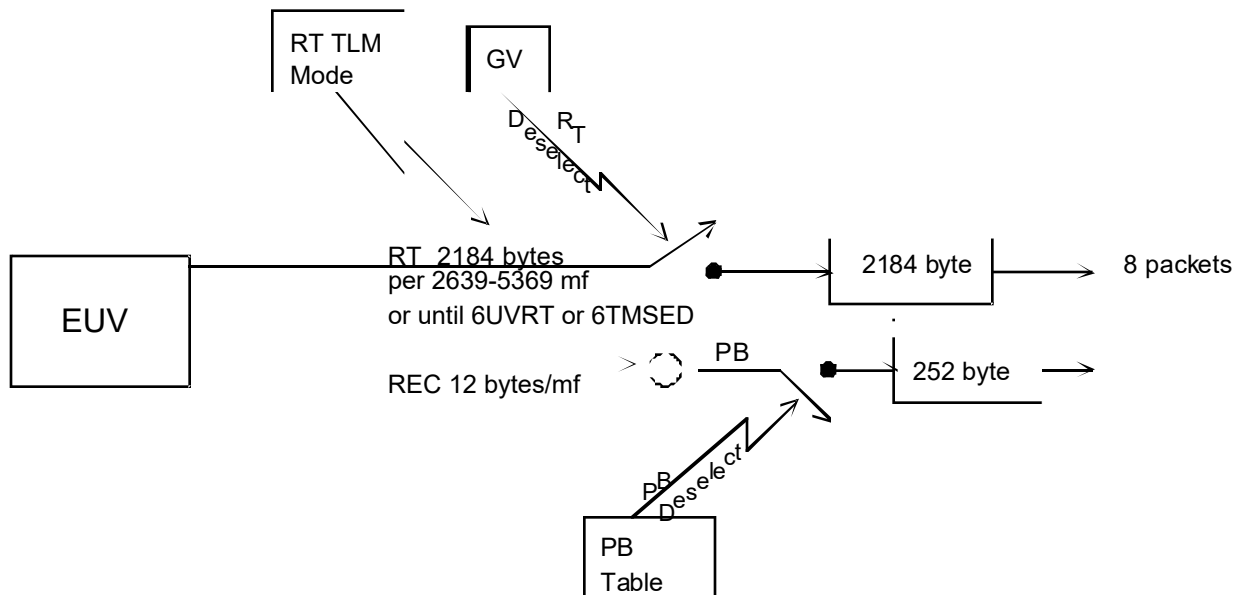 RT TLM
Mode
GV
RT
Deselect
RT 2184 bytes
per 2639-5369 mf
or until 6UVRT or 6TMSED
2184 byte
8 packets
EUV
PB
REC 12 bytes/mf
252 byte
PB
Deselect
PB
Table